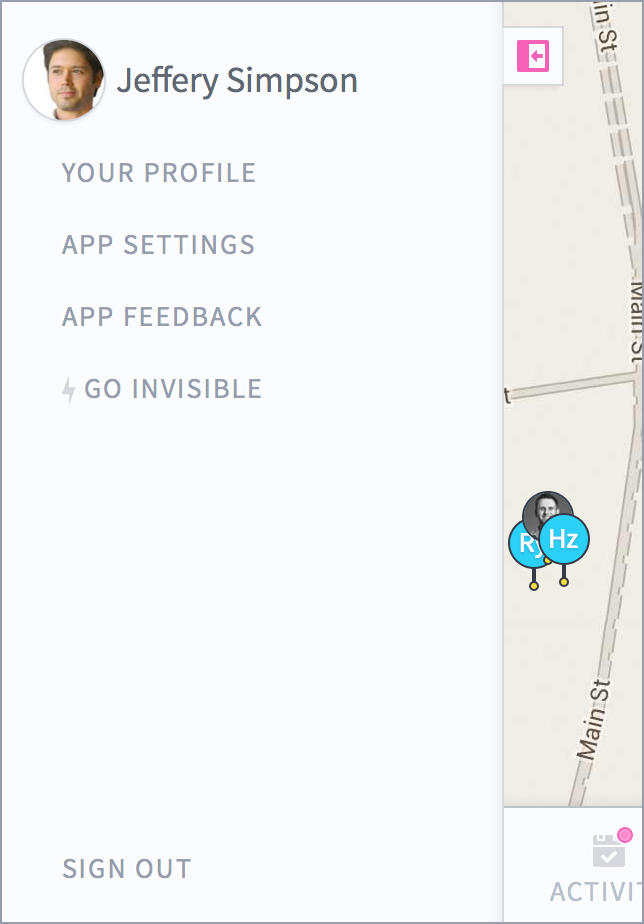 Jeffery Simpson
YOUR PROFILE
APP SETTINGS
APP FEEDBACK
GO INVISIBLE
SIGN OUT
in St
Main St
t
Ry
Hz
Main St
ACTIVIT